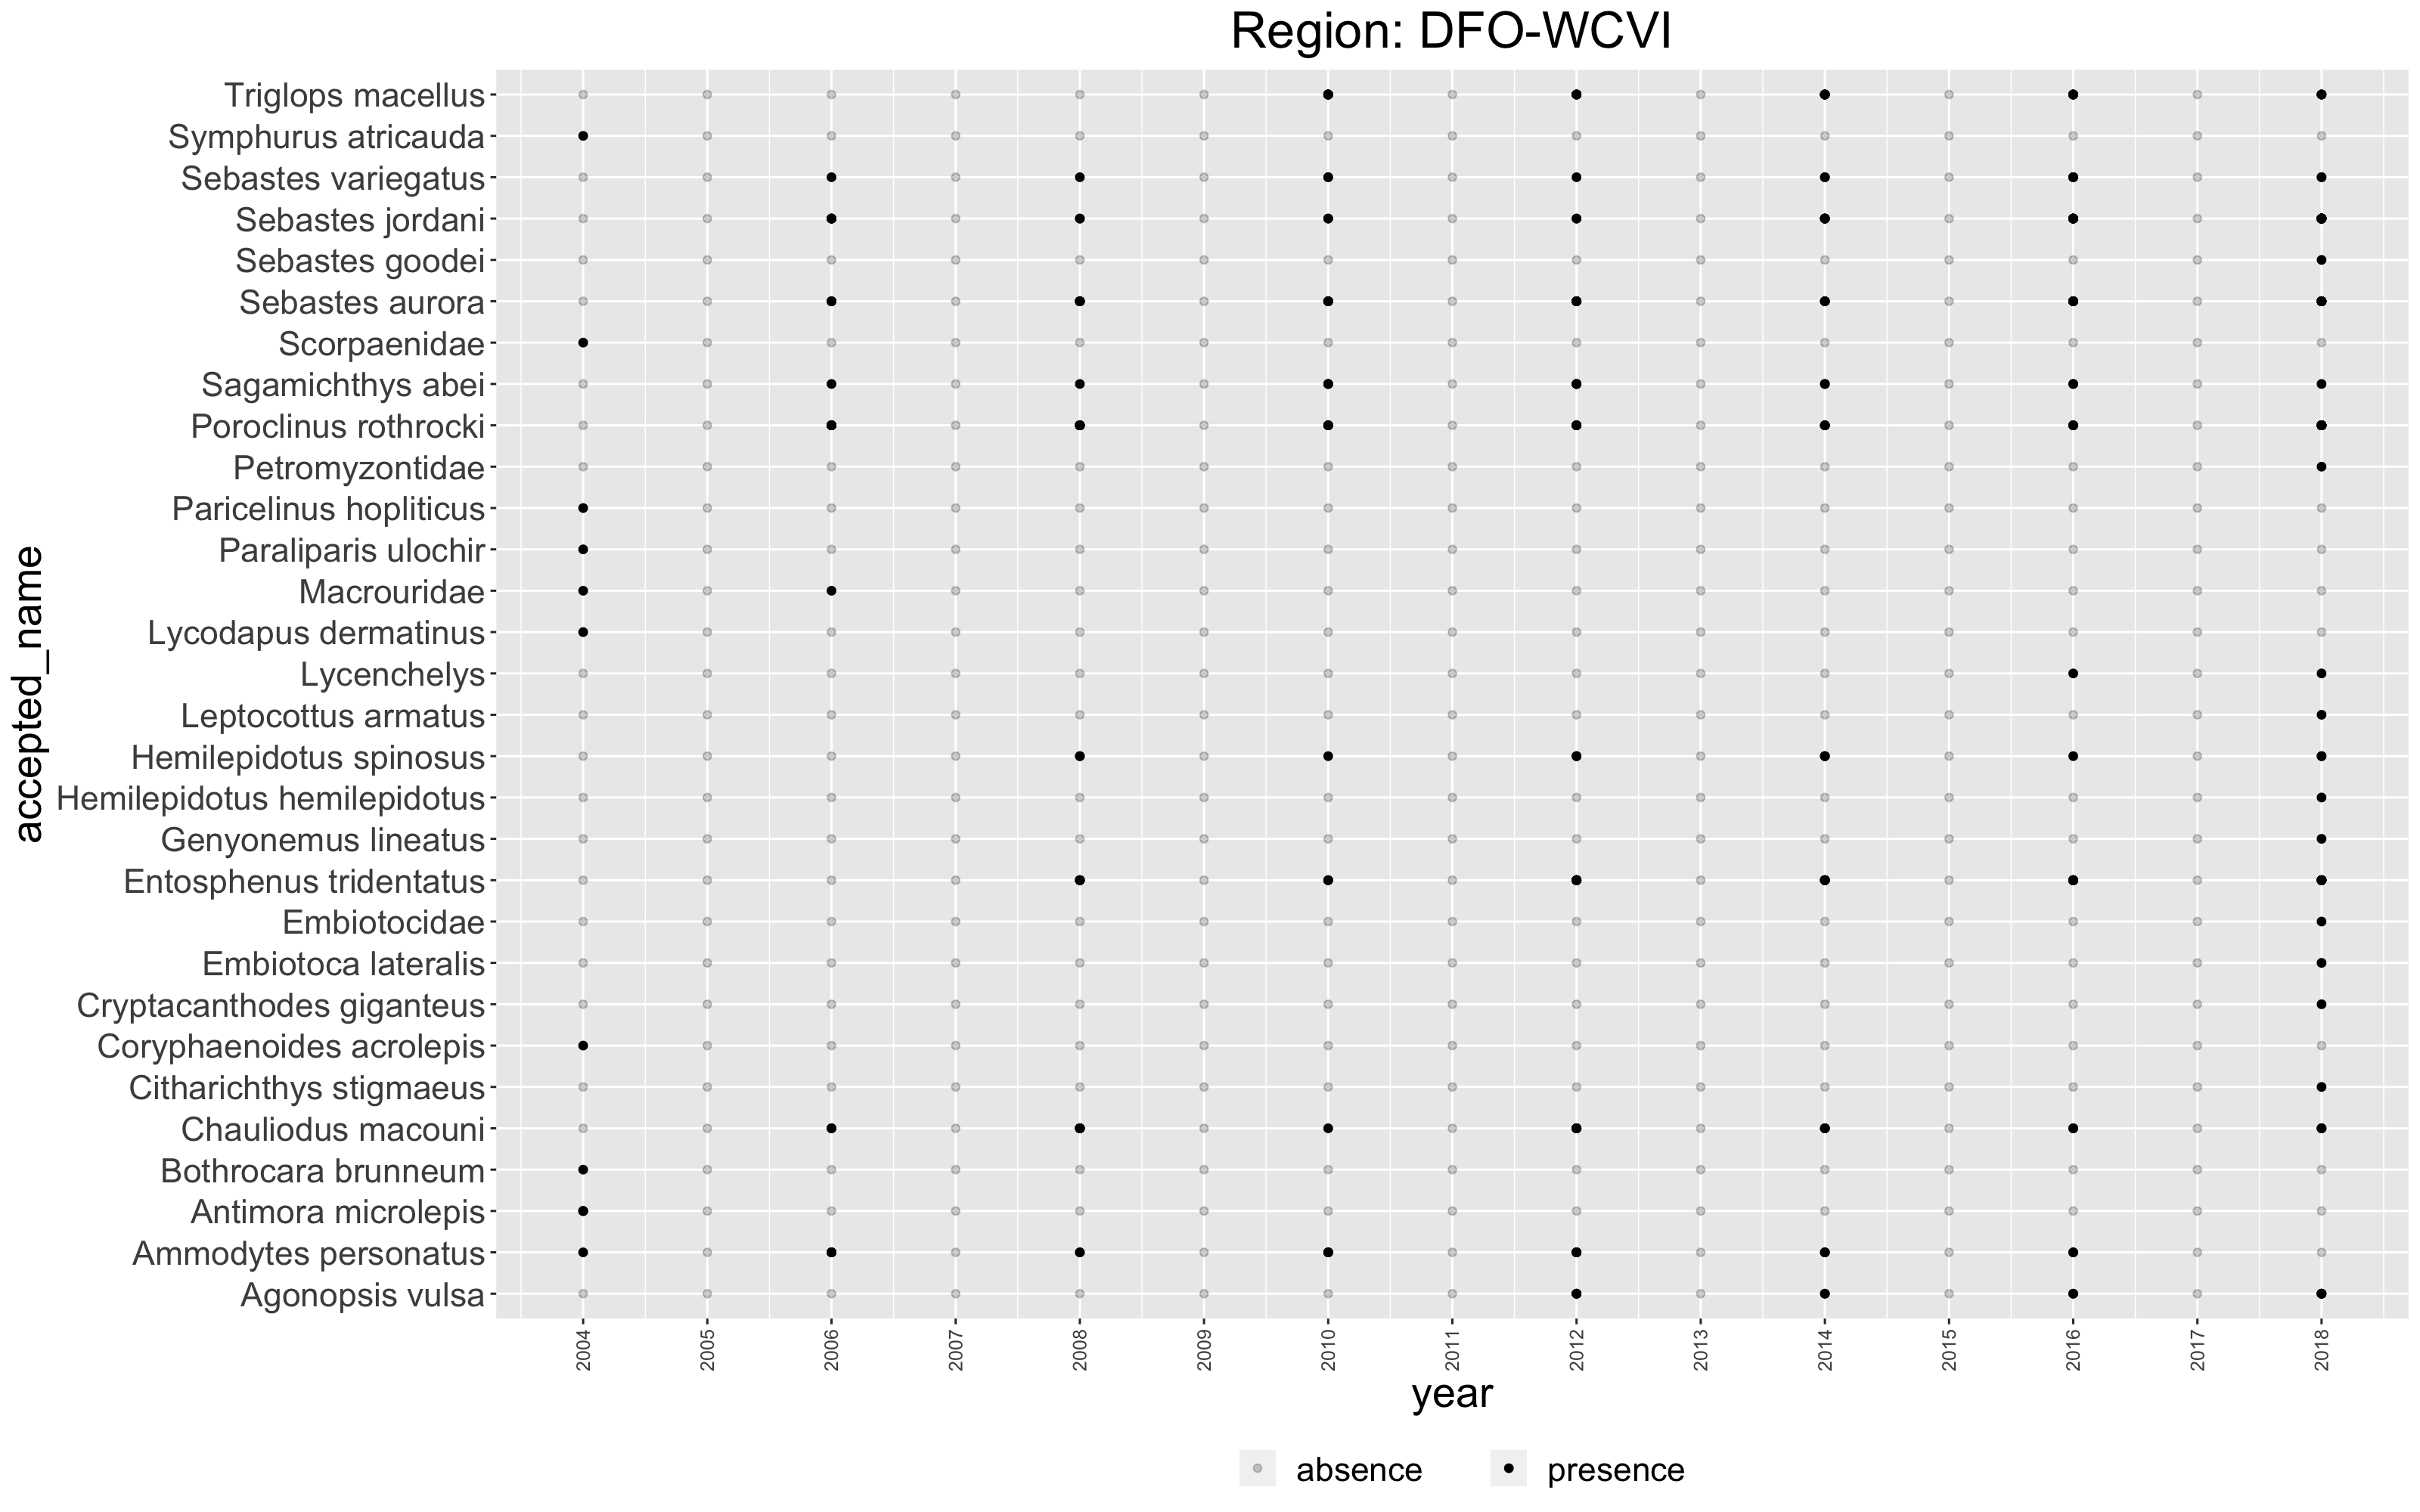 Region: DFO-WCVI
Triglops macellus
Symphurus atricauda
Sebastes variegatus
Sebastes jordani
Sebastes goodei
Sebastes aurora
Scorpaenidae
Sagamichthys abei
Poroclinus rothrocki
Petromyzontidae
Paricelinus hopliticus
Paraliparis ulochir
Macrouridae
Lycodapus dermatinus
Lycenchelys
Leptocottus armatus
Hemilepidotus spinosus
Hemilepidotus hemilepidotus
Genyonemus lineatus
Entosphenus tridentatus
Embiotocidae
Embiotoca lateralis
Cryptacanthodes giganteus
Coryphaenoides acrolepis
Citharichthys stigmaeus
Chauliodus macouni
Bothrocara brunneum
Antimora microlepis
Ammodytes personatus
Agonopsis vulsa
accepted_name
2004 2005 2006 2007 2008 2009 2010 2011 2012 2013 2014 2015 2016 2017 2018
year
absence presence